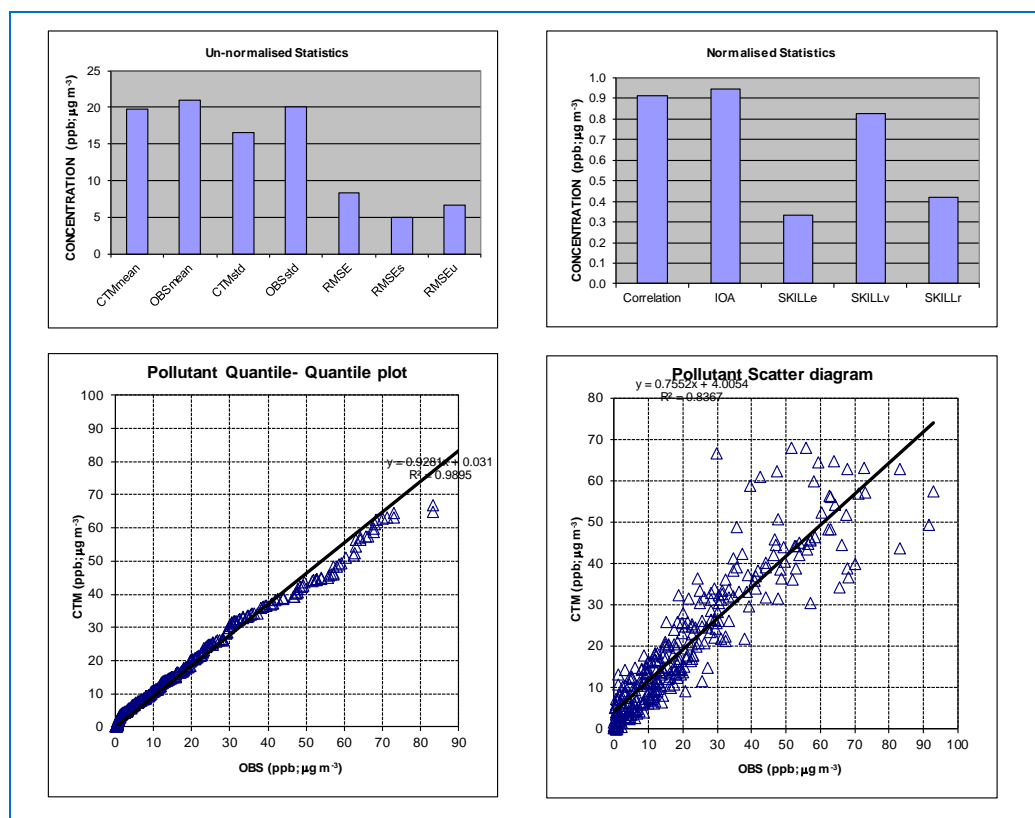 Un-normalised Statistics
CONCENTRATION (ppb; µg m-3)
25
20
15
10
5
0
CTMmean
OBSmean
CTMstd
OBSstd
RMSE
RMSEs
RMSEu
Normalised Statistics
CONCENTRATION (ppb; µg m-3)
1.0
0.9
0.8
0.7
0.6
0.5
0.4
0.3
0.2
0.1
0.0
Correlation
IOA
SKILLe
SKILLv
SKILLr
Pollutant Quantile- Quantile plot
y = 0.9281x + 0.031
R² = 0.9895
CTM (ppb; µg m-3)
100
90
80
70
60
50
40
30
20
10
0
0 10 20 30 40 50 60 70 80 90
OBS (ppb; µg m-3)
Pollutant Scatter diagram
y = 0.7552x + 4.0054
R² = 0.8367
CTM (ppb; µg m-3)
80
70
60
50
40
30
20
10
0
0 10 20 30 40 50 60 70 80 90 100
OBS (ppb; µg m-3)